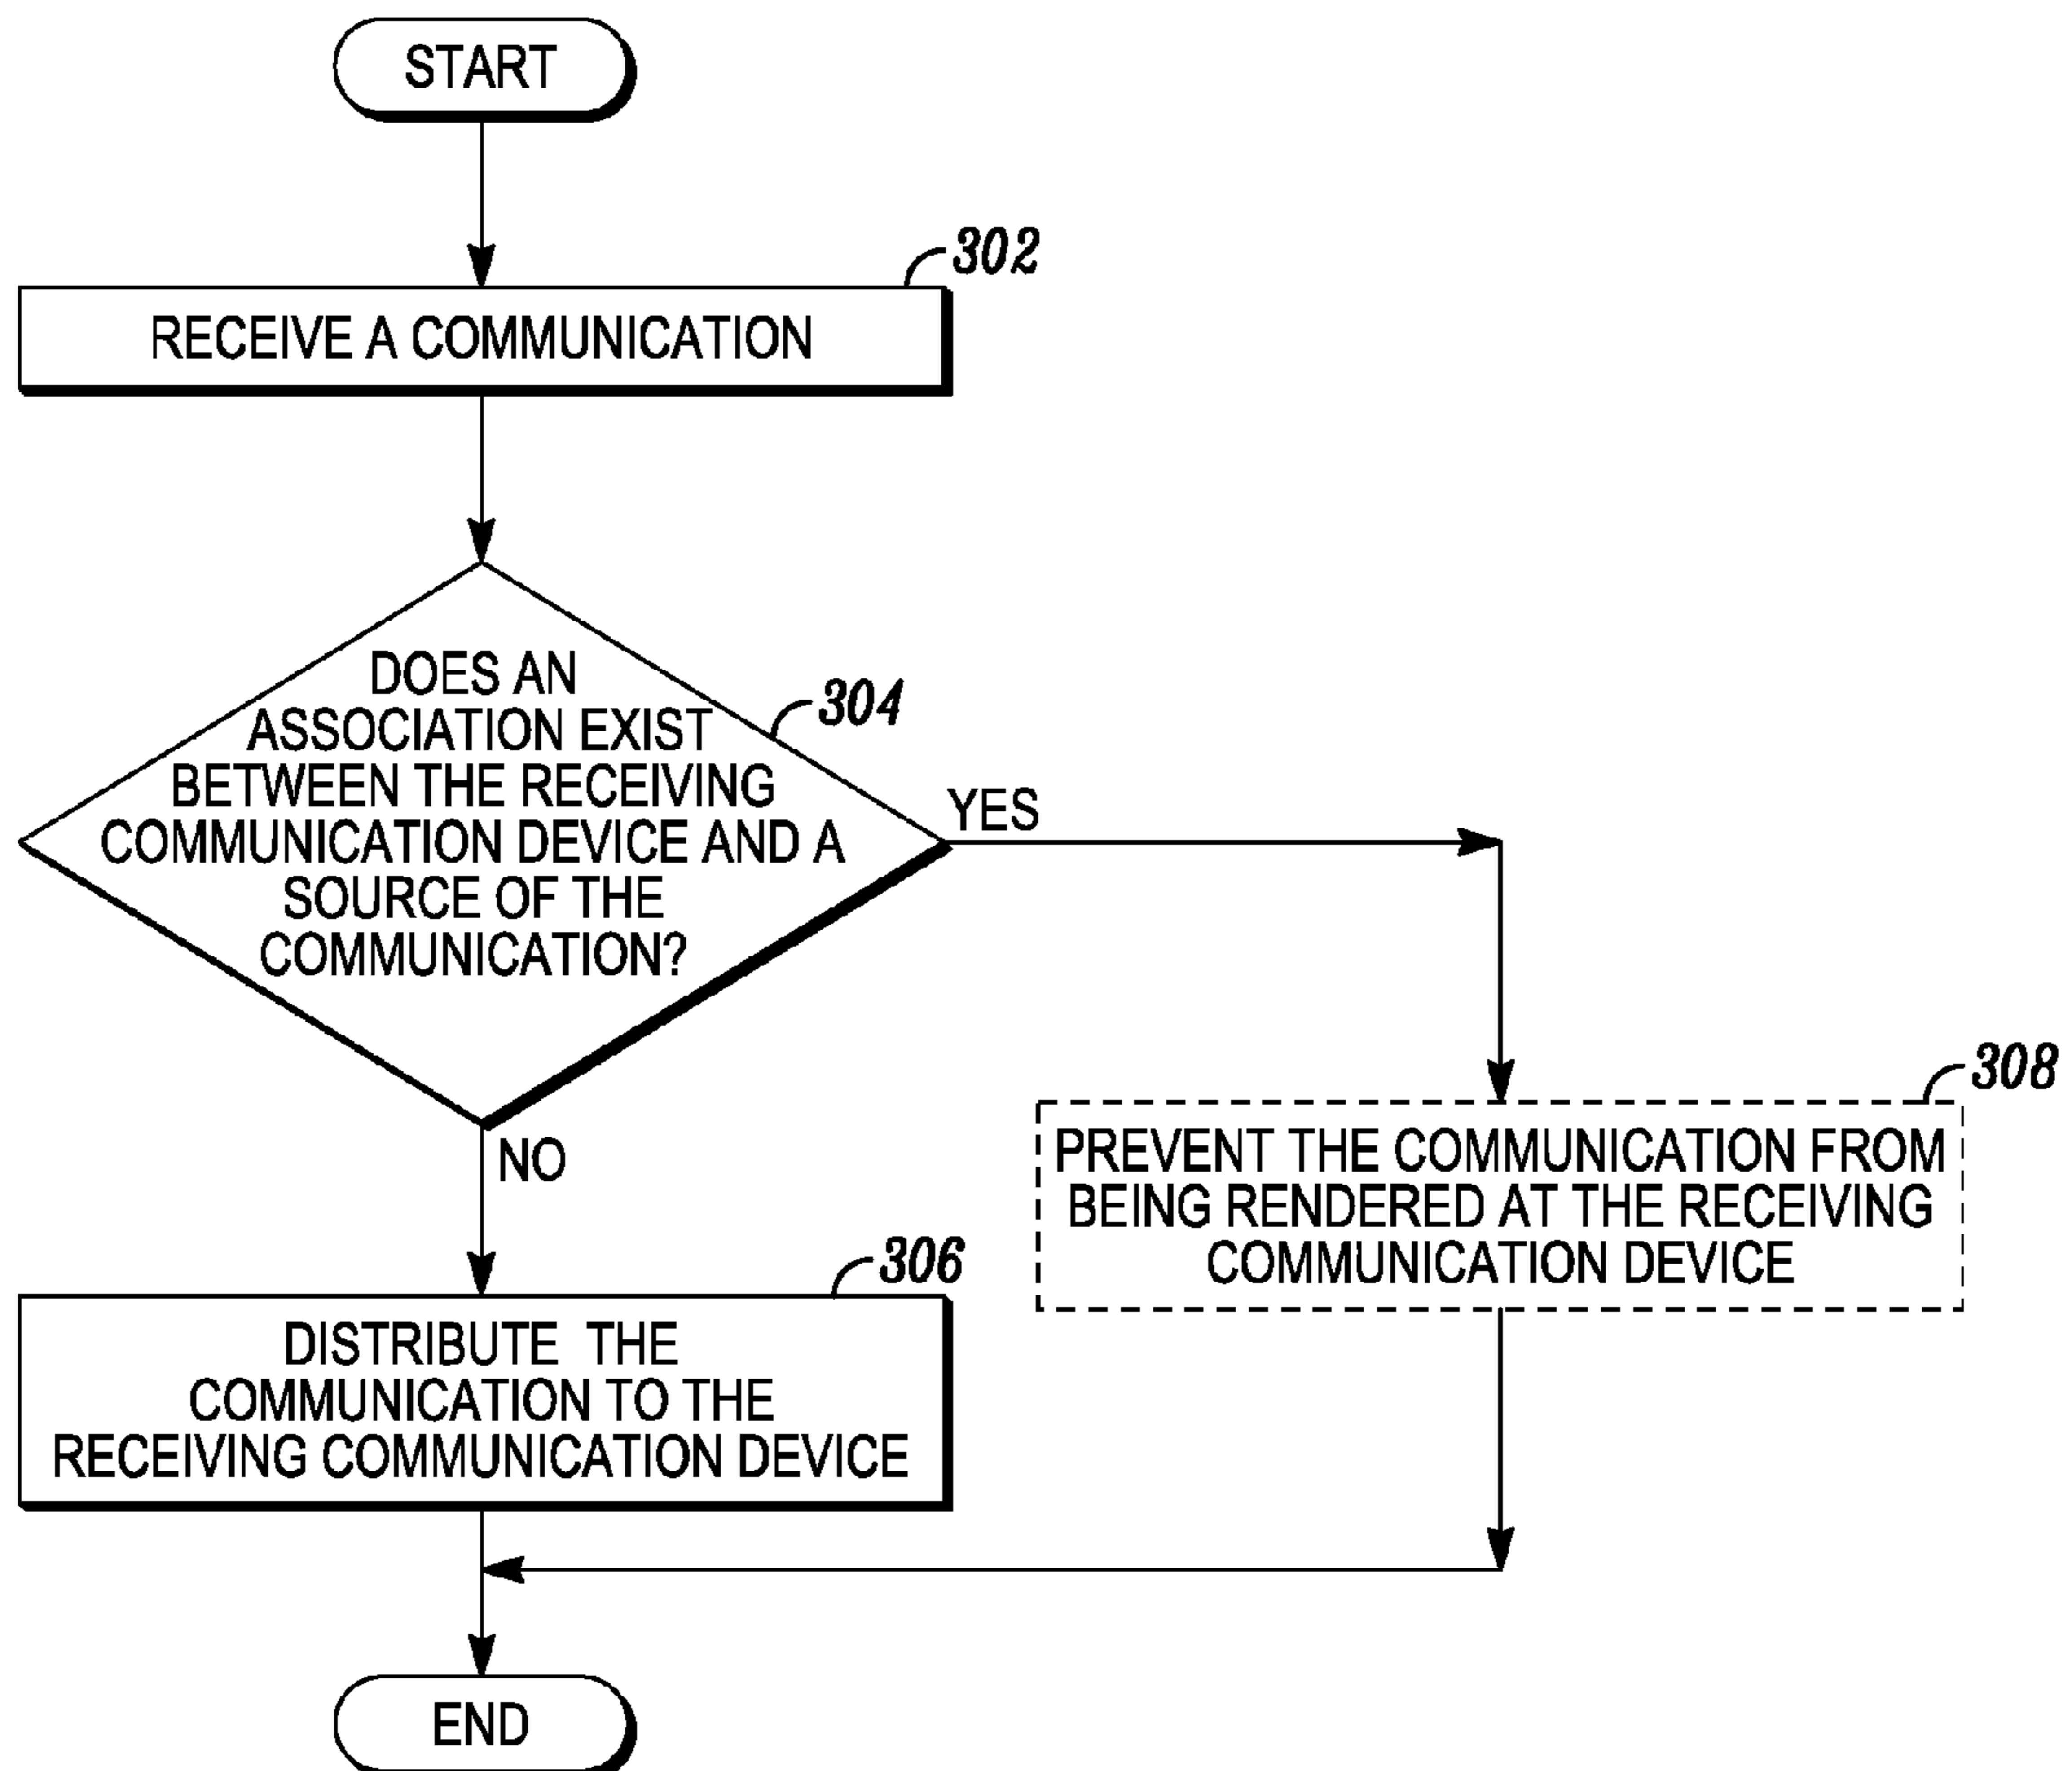 START
302
RECEIVE A COMMUNICATION
304
DOES AN
ASSOCIATION EXIST
BETWEEN THE RECEIVING
COMMUNICATION DEVICE AND A
SOURCE OF THE
COMMUNICATION?
YES
NO
308
PREVENT THE COMMUNICATION FROM
BEING RENDERED AT THE RECEIVING
COMMUNICATION DEVICE
306
DISTRIBUTE THE
COMMUNICATION TO THE
RECEIVING COMMUNICATION DEVICE
END